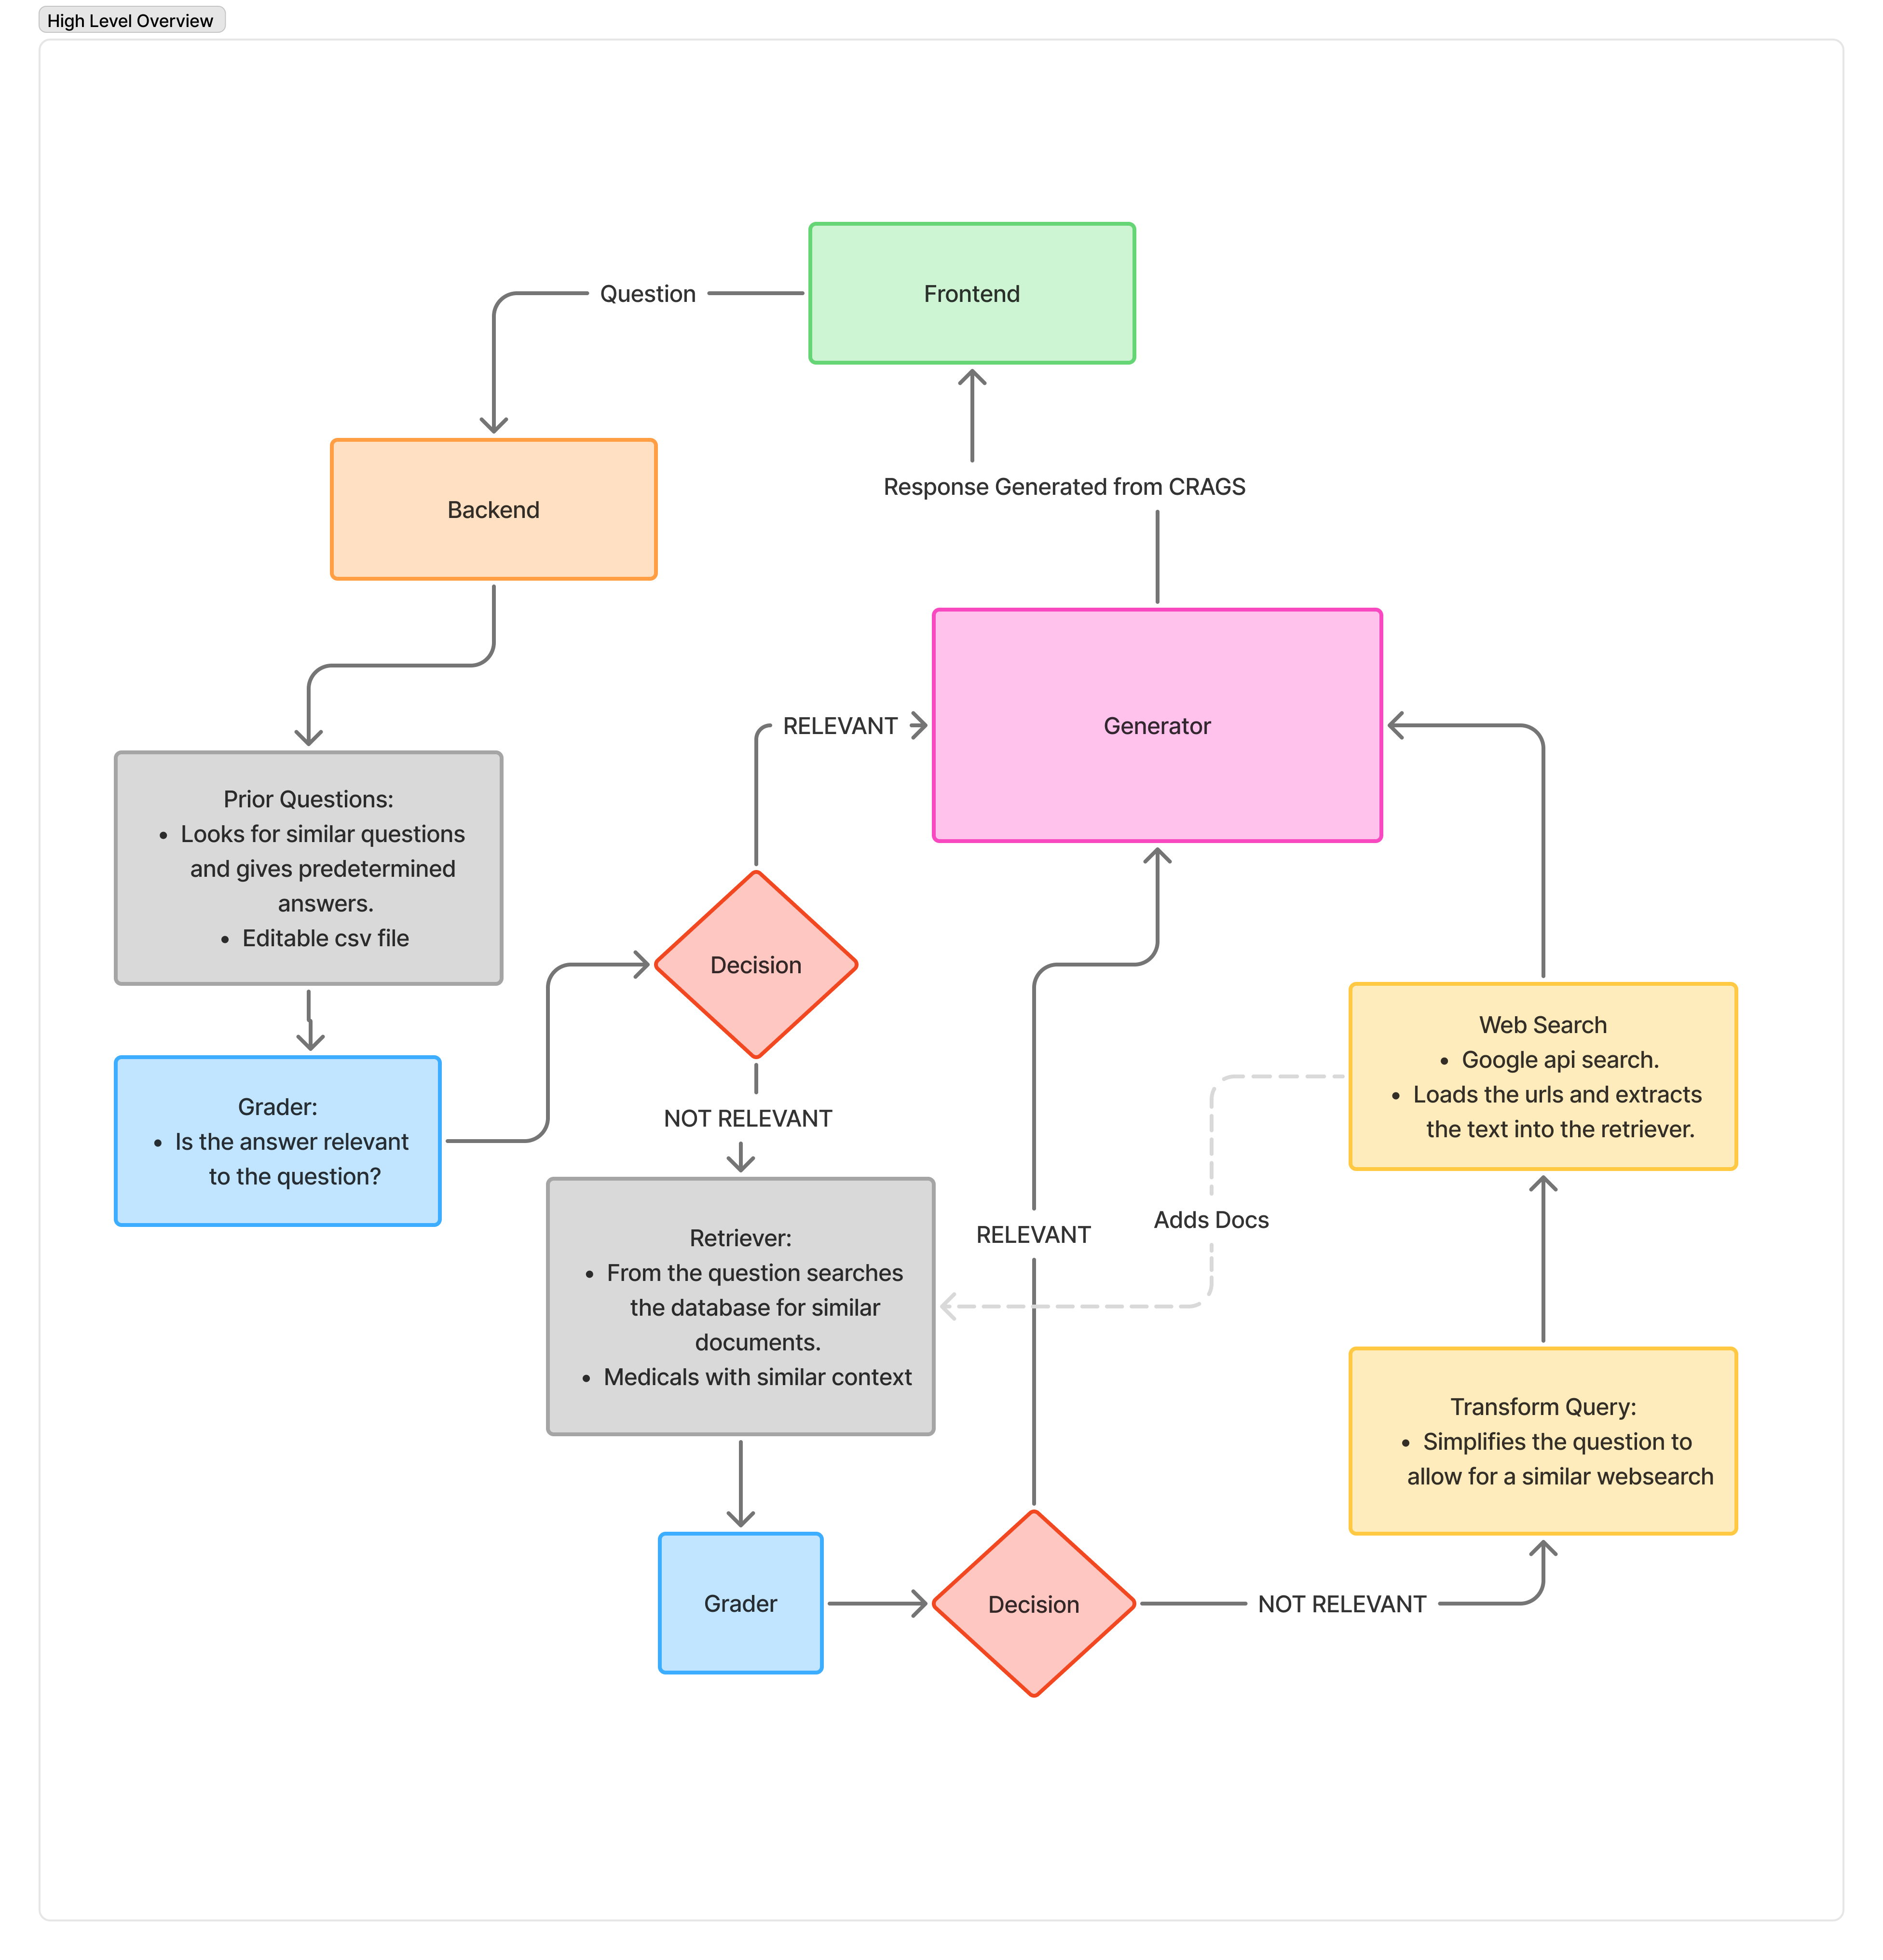 High Level Overview
Frontend
Question
Backend
Response Generated from CRAGS
Generator
RELEVANT
Prior Questions:
• Looks for similar questions
and gives predetermined
answers.
• Editable csv file
Decision
Grader:
• Is the answer relevant
to the question?
NOT RELEVANT
Web Search
• Google api search.
• Loads the urls and extracts
the text into the retriever.
Retriever:
• From the question searches
the database for similar
documents.
• Medicals with similar context
RELEVANT
Adds Docs
Transform Query:
• Simplifies the question to
allow for a similar websearch
Grader
Decision
NOT RELEVANT